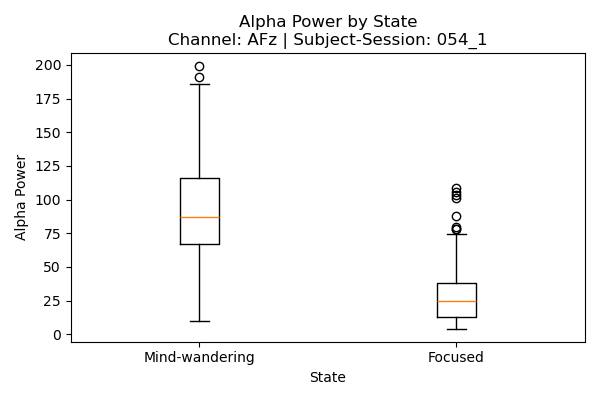 Alpha Power by State
Channel: AFz | Subject-Session: 054_1
Alpha Power
200
175
150
125
100
75
50
25
0
Mind-wandering
Focused
State